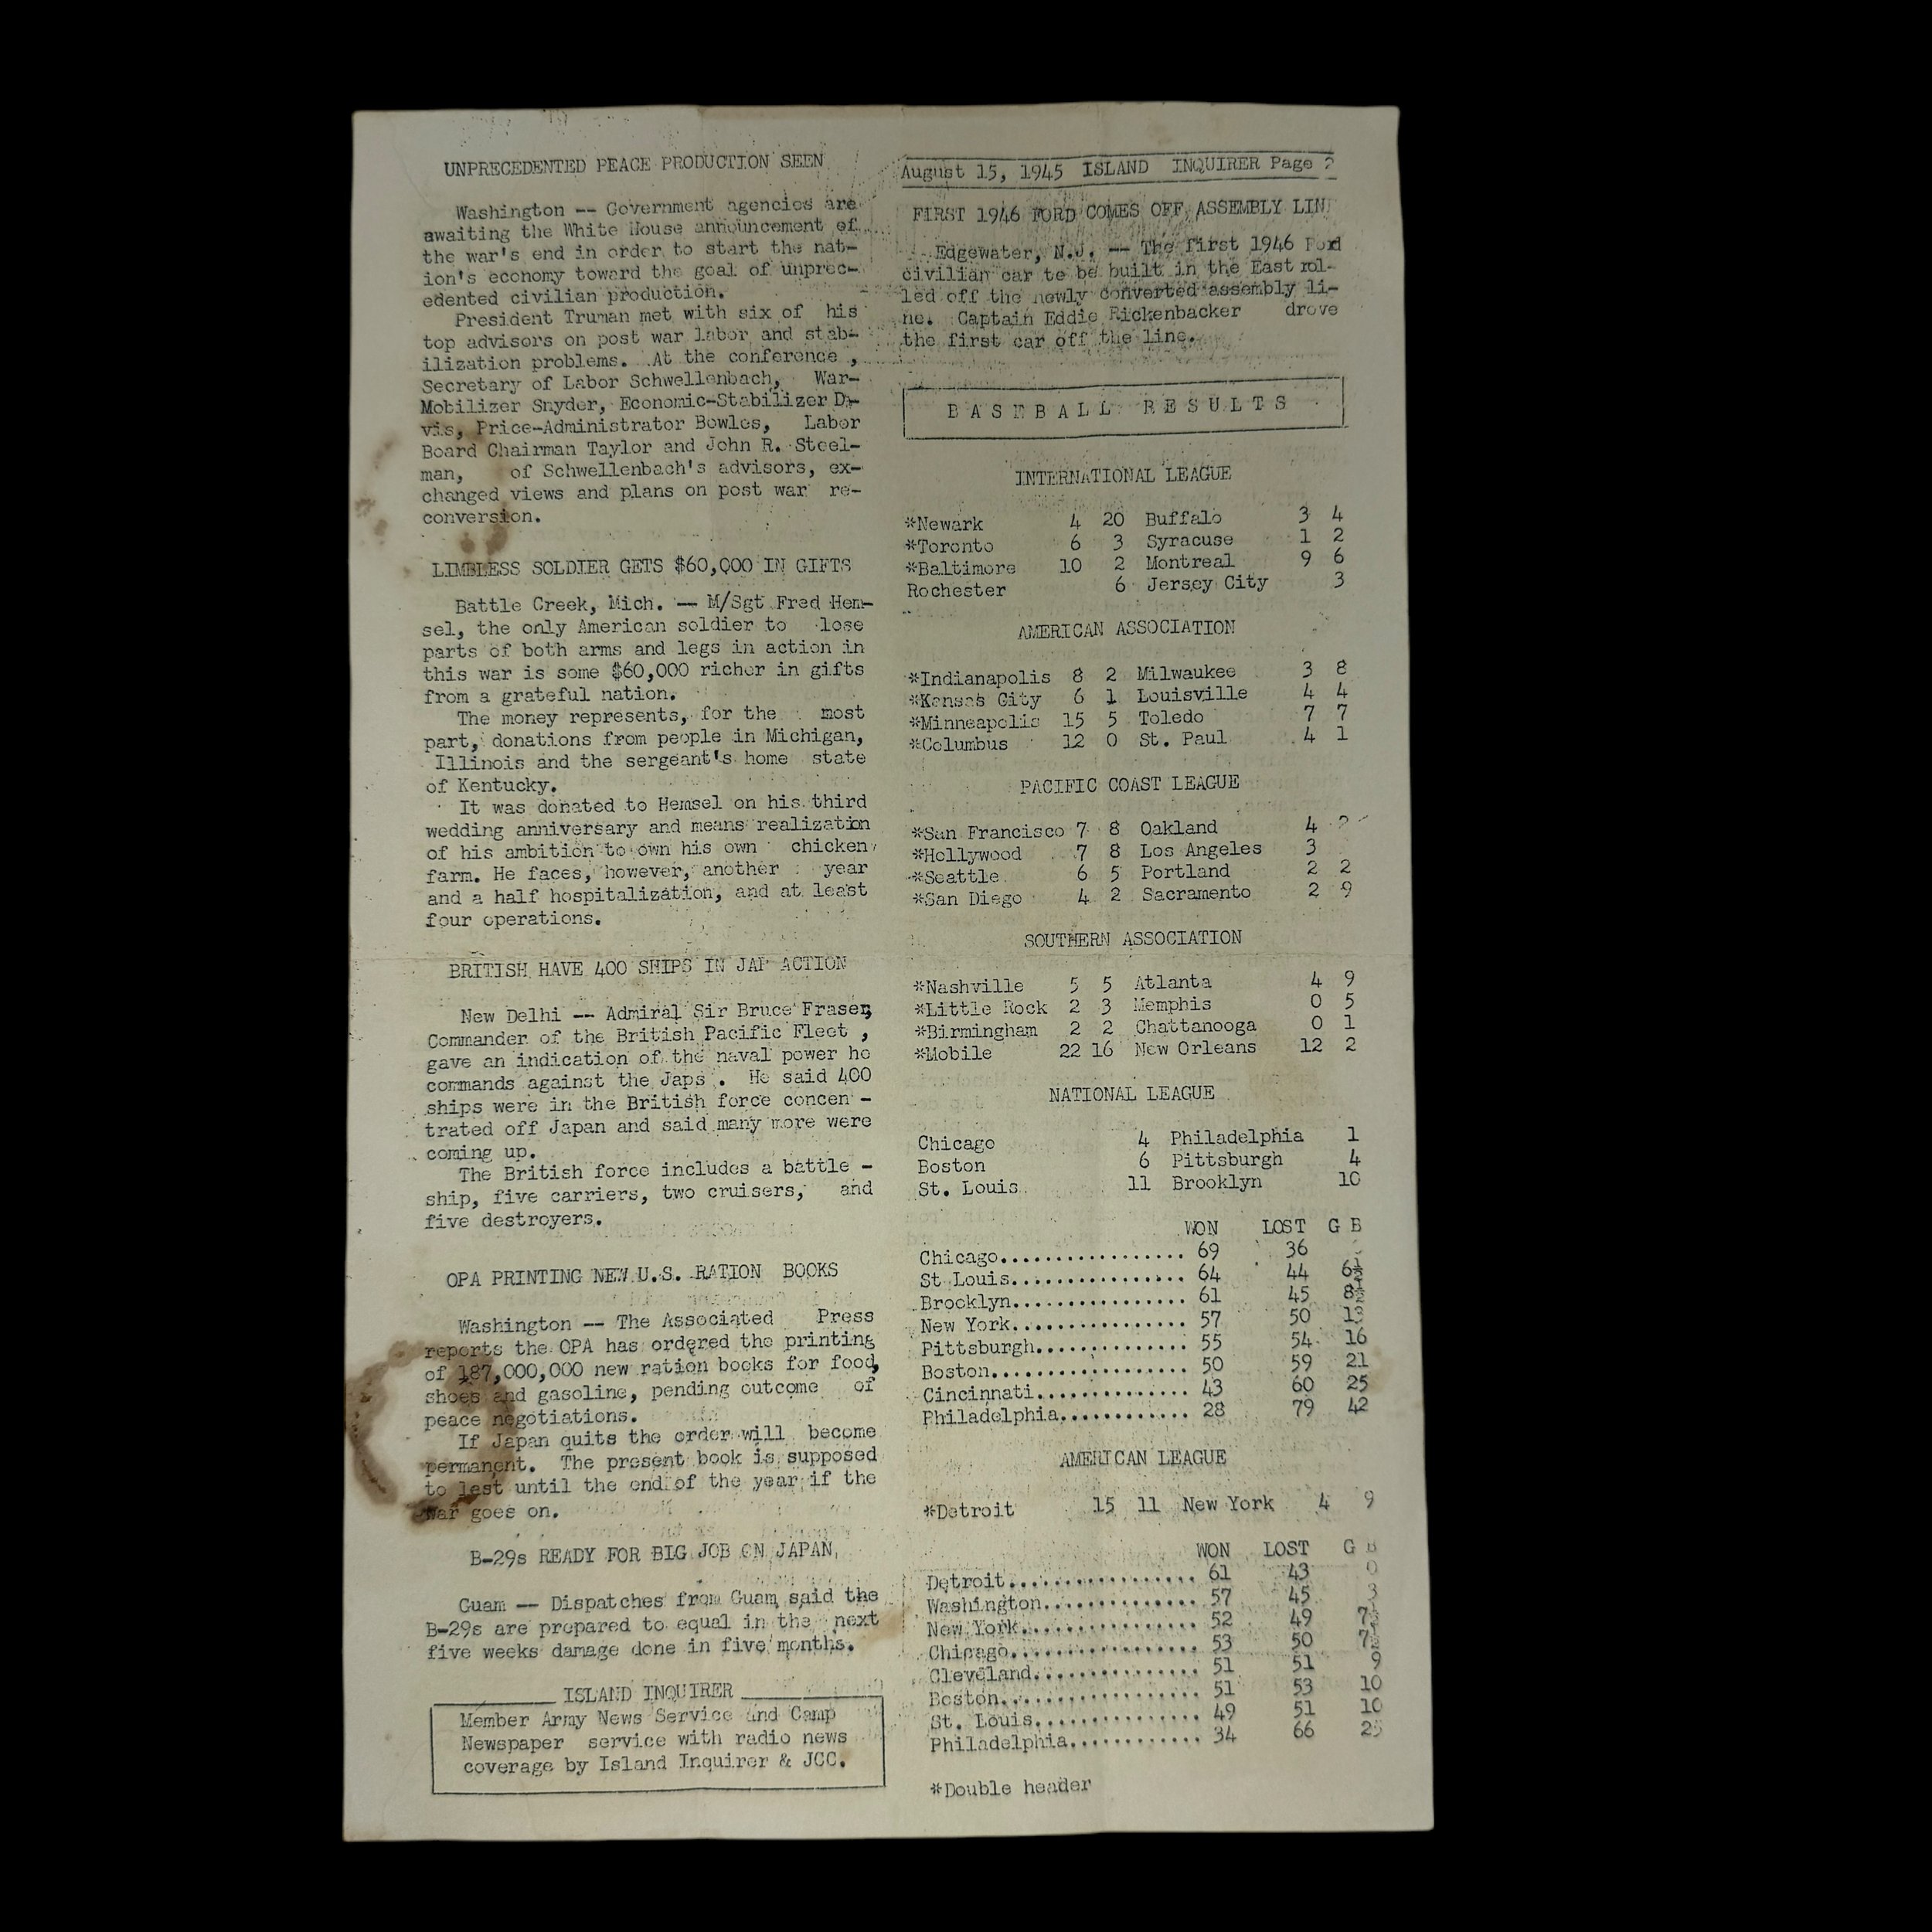 UNPRECEDENTED PEACE PRODUCTION SEEN
Washington -- Government agencies are
awaiting the White House announcement of
the war's end in order to start the nat-
ion's economy toward the goal of unprec-
edented civilian production.
President Truman met with six of his
top advisors on post war labor and stab-
ilization problems. At the conference ,
Secretary of Labor Schwellenbach, War-
Mobilizer Snyder, Economic-Stabilizer Da-
vis, Price-Administrator Bowles, Labor
Board Chairman Taylor and John R. Steel-
man, of Schwellenbach's advisors, ex-
changed views and plans on post war re-
conversion.
LIMBLESS SOLDIER GETS $60,000 IN GIFTS
Battle Creek, Mich. -- M/Sgt Fred Hem-
sel, the only American soldier to lose
parts of both arms and legs in action in
this war is some $60,000 richer in gifts
from a grateful nation.
The money represents, for the most
part, donations from people in Michigan,
Illinois and the sergeant's home state
of Kentucky.
It was donated to Hemsel on his third
wedding anniversary and means realization
of his ambition to own his own chicken
farm. He faces, however, another year
and a half hospitalization, and at least
four operations.
BRITISH HAVE 400 SHIPS IN JAP ACTION
New Delhi -- Admiral Sir Bruce Fraser,
Commander of the British Pacific Fleet ,
gave an indication of the naval power he
commands against the Japs . He said 400
ships were in the British force concen -
trated off Japan and said many more were
coming up.
The British force includes a battle -
ship, five carriers, two cruisers, and
five destroyers.
OPA PRINTING NEW U.S. RATION BOOKS
Washington -- The Associated Press
reports the OPA has ordered the printing
of 187,000,000 new ration books for food,
shoes and gasoline, pending outcome of
peace negotiations.
If Japan quits the order will become
permanent. The present book is supposed
to last until the end of the year if the
war goes on.
B-29s READY FOR BIG JOB ON JAPAN
Guam -- Dispatches from Guam said the
B-29s are prepared to equal in the next
five weeks damage done in five months.
ISLAND INQUIRER
Member Army News Service and Camp
Newspaper service with radio news
coverage by Island Inquirer & JCC.
August 15, 1945 ISLAND INQUIRER Page 2
FIRST 1946 FORD COMES OFF ASSEMBLY LIN
Edgewater, N.J. -- The first 1946 Ford
civilian car te be built in the East rol-
led off the newly converted assembly li-
ne. Captain Eddie Rickenbacker drove
the first car off the line.
BASEBALL RESULTS
INTERNATIONAL LEAGUE
*Newark 4 20 Buffalo 3 4
*Toronto 6 3 Syracuse 1 2
*Baltimore 10 2 Montreal 9 6
Rochester 6 Jersey City 3
AMERICAN ASSOCIATION
*Indianapolis 8 2 Milwaukee 3 8
*Kansas City 6 1 Louisville 4 4
*Minneapolis 15 5 Toledo 7 7
*Columbus 12 0 St. Paul 4 1
PACIFIC COAST LEAGUE
*San Francisco 7 8 Oakland 4 2
*Hollywood 7 8 Los Angeles 3
*Seattle 6 5 Portland 2 2
*San Diego 4 2 Sacramento 2 9
SOUTHERN ASSOCIATION
*Nashville 5 5 Atlanta 4 9
*Little Rock 2 3 Memphis 0 5
*Birmingham 2 2 Chattanooga 0 1
*Mobile 22 16 New Orleans 12 2
NATIONAL LEAGUE
Chicago 4 Philadelphia 1
Boston 6 Pittsburgh 4
St. Louis 11 Brooklyn 10
WON LOST G B
Chicago.................. 69 36
St Louis................. 64 44 6½
Brooklyn................. 61 45 8½
New York................. 57 50 13
Pittsburgh............... 55 54 16
Boston................... 50 59 21
Cincinnati............... 43 60 25
Philadelphia............. 28 79 42
AMERICAN LEAGUE
*Detroit 15 11 New York 4 9
WON LOST G B
Detroit.................. 61 43 0
Washington............... 57 45 3
New York................. 52 49 7½
Chicago.................. 53 50 7½
Cleveland................ 51 51 9
Boston................... 51 53 10
St. Louis................ 49 51 10
Philadelphia............. 34 66 25
*Double header